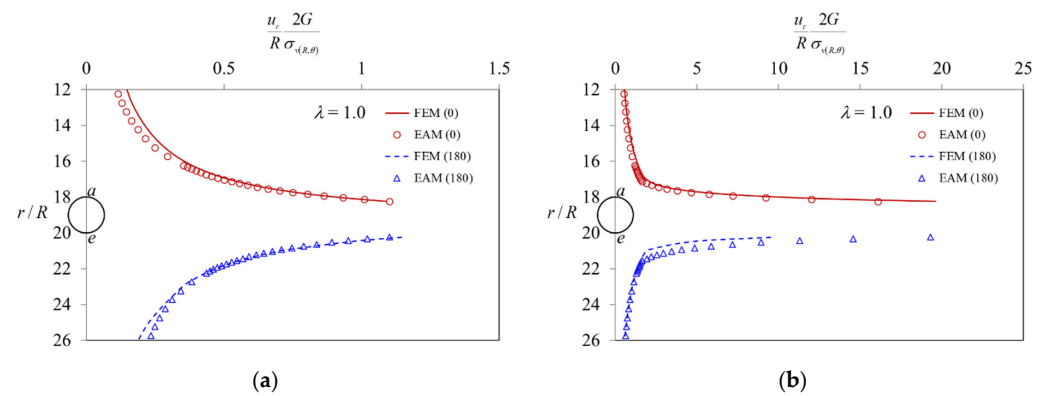 u_r 2G
R σ_v(R,θ)
0 0.5 1 1.5
12
14
16
18
r / R
20
22
24
26
λ = 1.0
FEM (0)
EAM (0)
FEM (180)
EAM (180)
a
e
(a)
u_r 2G
R σ_v(R,θ)
0 5 10 15 20 25
12
14
16
18
r / R
20
22
24
26
λ = 1.0
FEM (0)
EAM (0)
FEM (180)
EAM (180)
a
e
(b)